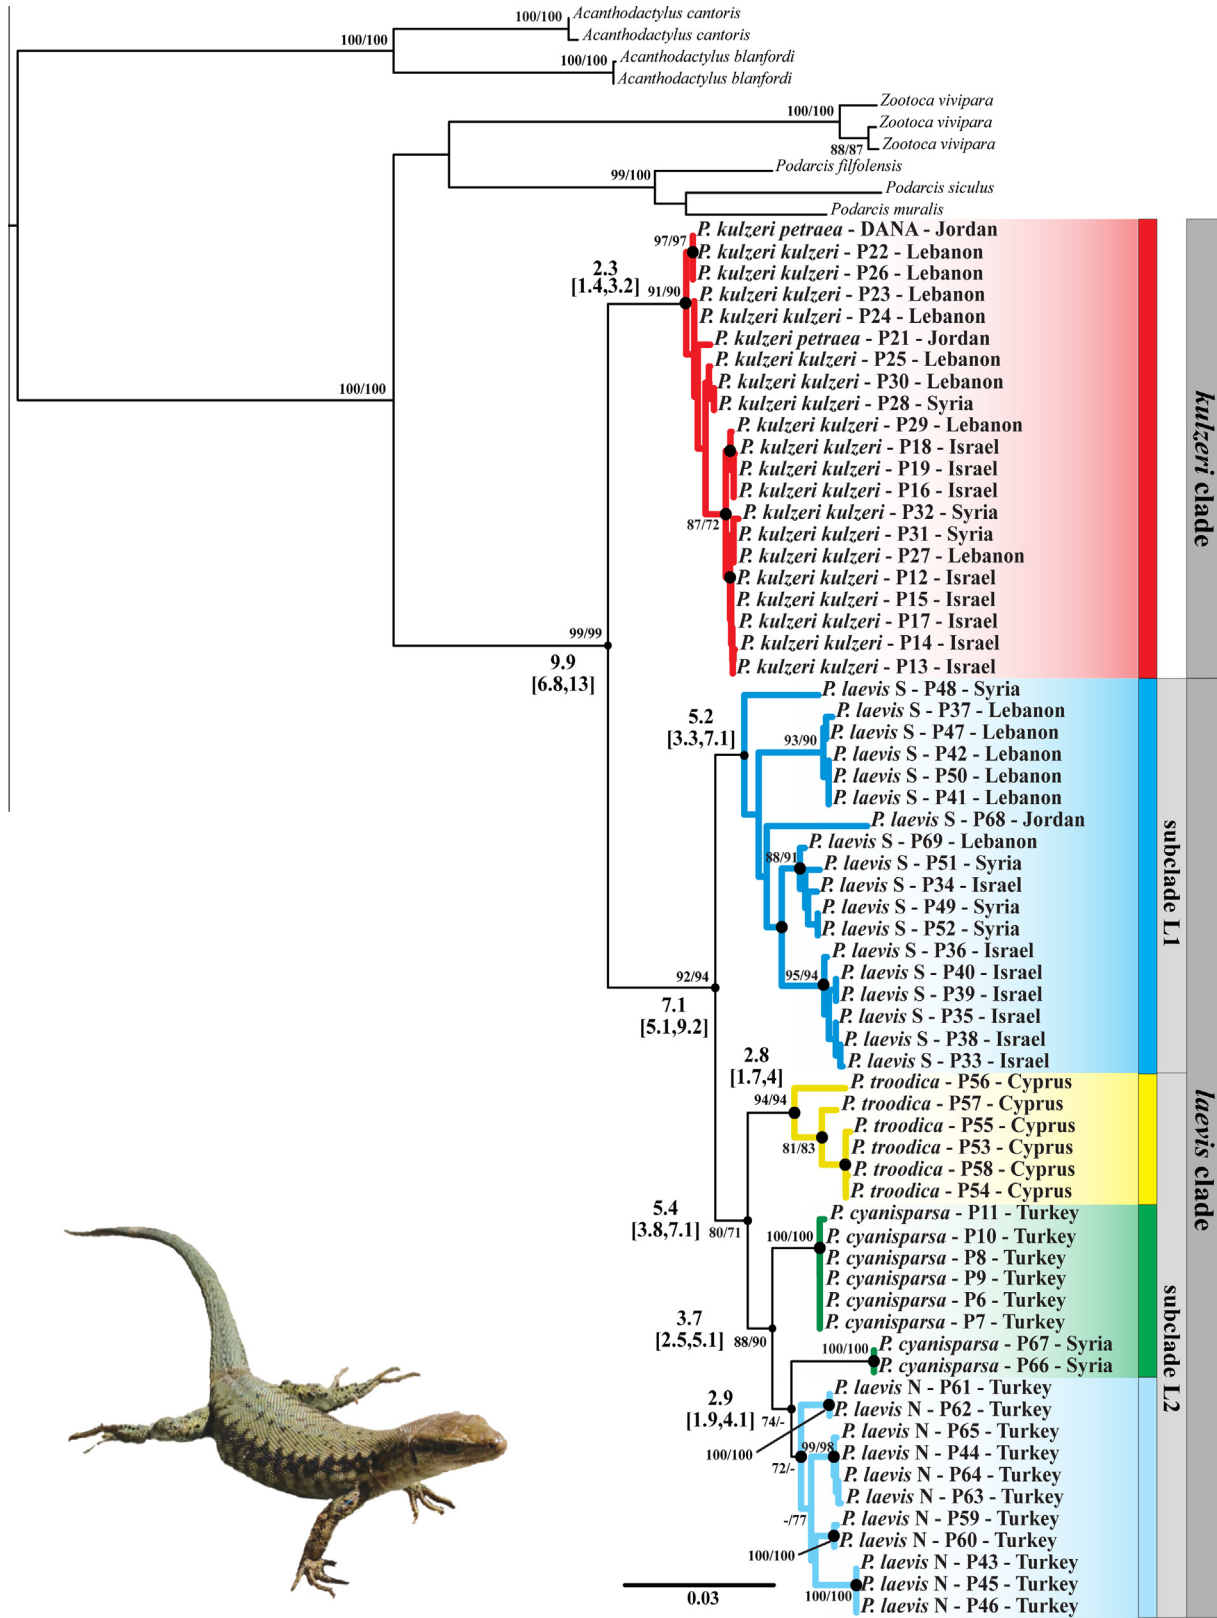 Acanthodactylus cantoris
100/100
Acanthodactylus cantoris
100/100
Acanthodactylus blanfordi
100/100
Acanthodactylus blanfordi
Zootoca vivipara
100/100
Zootoca vivipara
Zootoca vivipara
88/87
Podarcis filfolensis
99/100
Podarcis siculus
Podarcis muralis
P. kulzeri petraea - DANA - Jordan
97/97
P. kulzeri kulzeri - P22 - Lebanon
2.3
P. kulzeri kulzeri - P26 - Lebanon
[1.4,3.2]
91/90
P. kulzeri kulzeri - P23 - Lebanon
P. kulzeri kulzeri - P24 - Lebanon
P. kulzeri petraea - P21 - Jordan
P. kulzeri kulzeri - P25 - Lebanon
P. kulzeri kulzeri - P30 - Lebanon
100/100
P. kulzeri kulzeri - P28 - Syria
P. kulzeri kulzeri - P29 - Lebanon
P. kulzeri kulzeri - P18 - Israel
P. kulzeri kulzeri - P19 - Israel
P. kulzeri kulzeri - P16 - Israel
P. kulzeri kulzeri - P32 - Syria
87/72
P. kulzeri kulzeri - P31 - Syria
P. kulzeri kulzeri - P27 - Lebanon
P. kulzeri kulzeri - P12 - Israel
P. kulzeri kulzeri - P15 - Israel
P. kulzeri kulzeri - P17 - Israel
P. kulzeri kulzeri - P14 - Israel
P. kulzeri kulzeri - P13 - Israel
kulzeri clade
99/99
9.9
[6.8,13]
P. laevis S - P48 - Syria
P. laevis S - P37 - Lebanon
5.2
[3.3,7.1]
93/90
P. laevis S - P47 - Lebanon
P. laevis S - P42 - Lebanon
P. laevis S - P50 - Lebanon
P. laevis S - P41 - Lebanon
P. laevis S - P68 - Jordan
P. laevis S - P69 - Lebanon
88/91
P. laevis S - P51 - Syria
P. laevis S - P34 - Israel
P. laevis S - P49 - Syria
P. laevis S - P52 - Syria
P. laevis S - P36 - Israel
95/94
P. laevis S - P40 - Israel
P. laevis S - P39 - Israel
P. laevis S - P35 - Israel
P. laevis S - P38 - Israel
P. laevis S - P33 - Israel
subclade L1
92/94
7.1
[5.1,9.2]
2.8
[1.7,4]
P. troodica - P56 - Cyprus
94/94
P. troodica - P57 - Cyprus
P. troodica - P55 - Cyprus
81/83
P. troodica - P53 - Cyprus
P. troodica - P58 - Cyprus
P. troodica - P54 - Cyprus
laevis clade
5.4
[3.8,7.1]
80/71
P. cyanisparsa - P11 - Turkey
100/100
P. cyanisparsa - P10 - Turkey
P. cyanisparsa - P8 - Turkey
P. cyanisparsa - P9 - Turkey
P. cyanisparsa - P6 - Turkey
P. cyanisparsa - P7 - Turkey
3.7
[2.5,5.1]
88/90
100/100
P. cyanisparsa - P67 - Syria
P. cyanisparsa - P66 - Syria
subclade L2
2.9
[1.9,4.1]
74/-
P. laevis N - P61 - Turkey
P. laevis N - P62 - Turkey
100/100
P. laevis N - P65 - Turkey
99/98
P. laevis N - P44 - Turkey
72/-
P. laevis N - P64 - Turkey
P. laevis N - P63 - Turkey
-/77
P. laevis N - P59 - Turkey
P. laevis N - P60 - Turkey
100/100
P. laevis N - P43 - Turkey
100/100
P. laevis N - P45 - Turkey
P. laevis N - P46 - Turkey
0.03